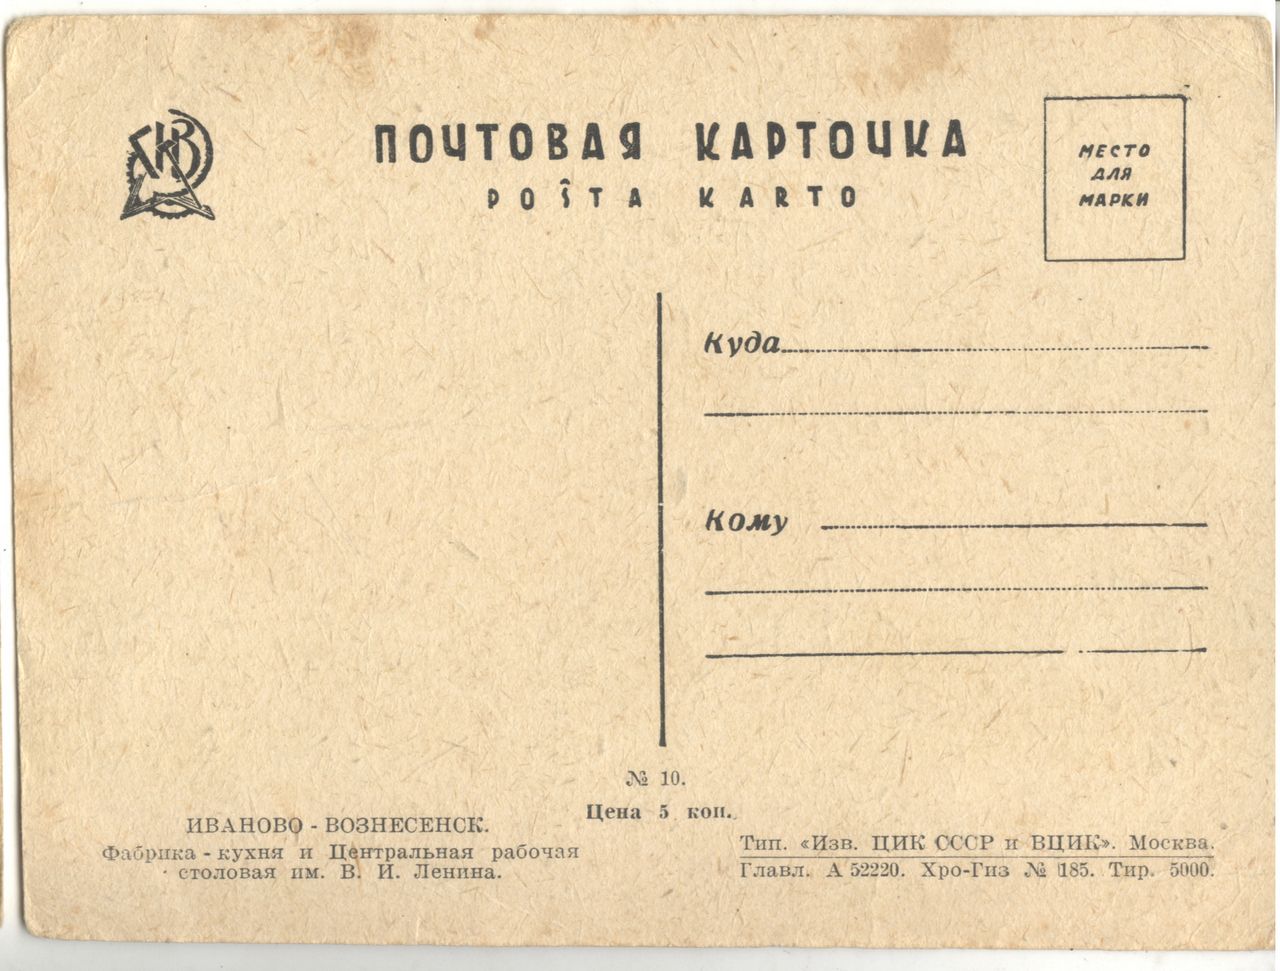 ПОЧТОВАЯ КАРТОЧКА
POŜTA KARTO
МЕСТО
ДЛЯ
МАРКИ
Куда
Кому
№ 10.
Цена 5 коп.
ИВАНОВО - ВОЗНЕСЕНСК.
Фабрика - кухня и Центральная рабочая
столовая им. В. И. Ленина.
Тип. «Изв. ЦИК СССР и ВЦИК». Москва.
Главл. А 52220. Хро-Гиз № 185. Тир. 5000.